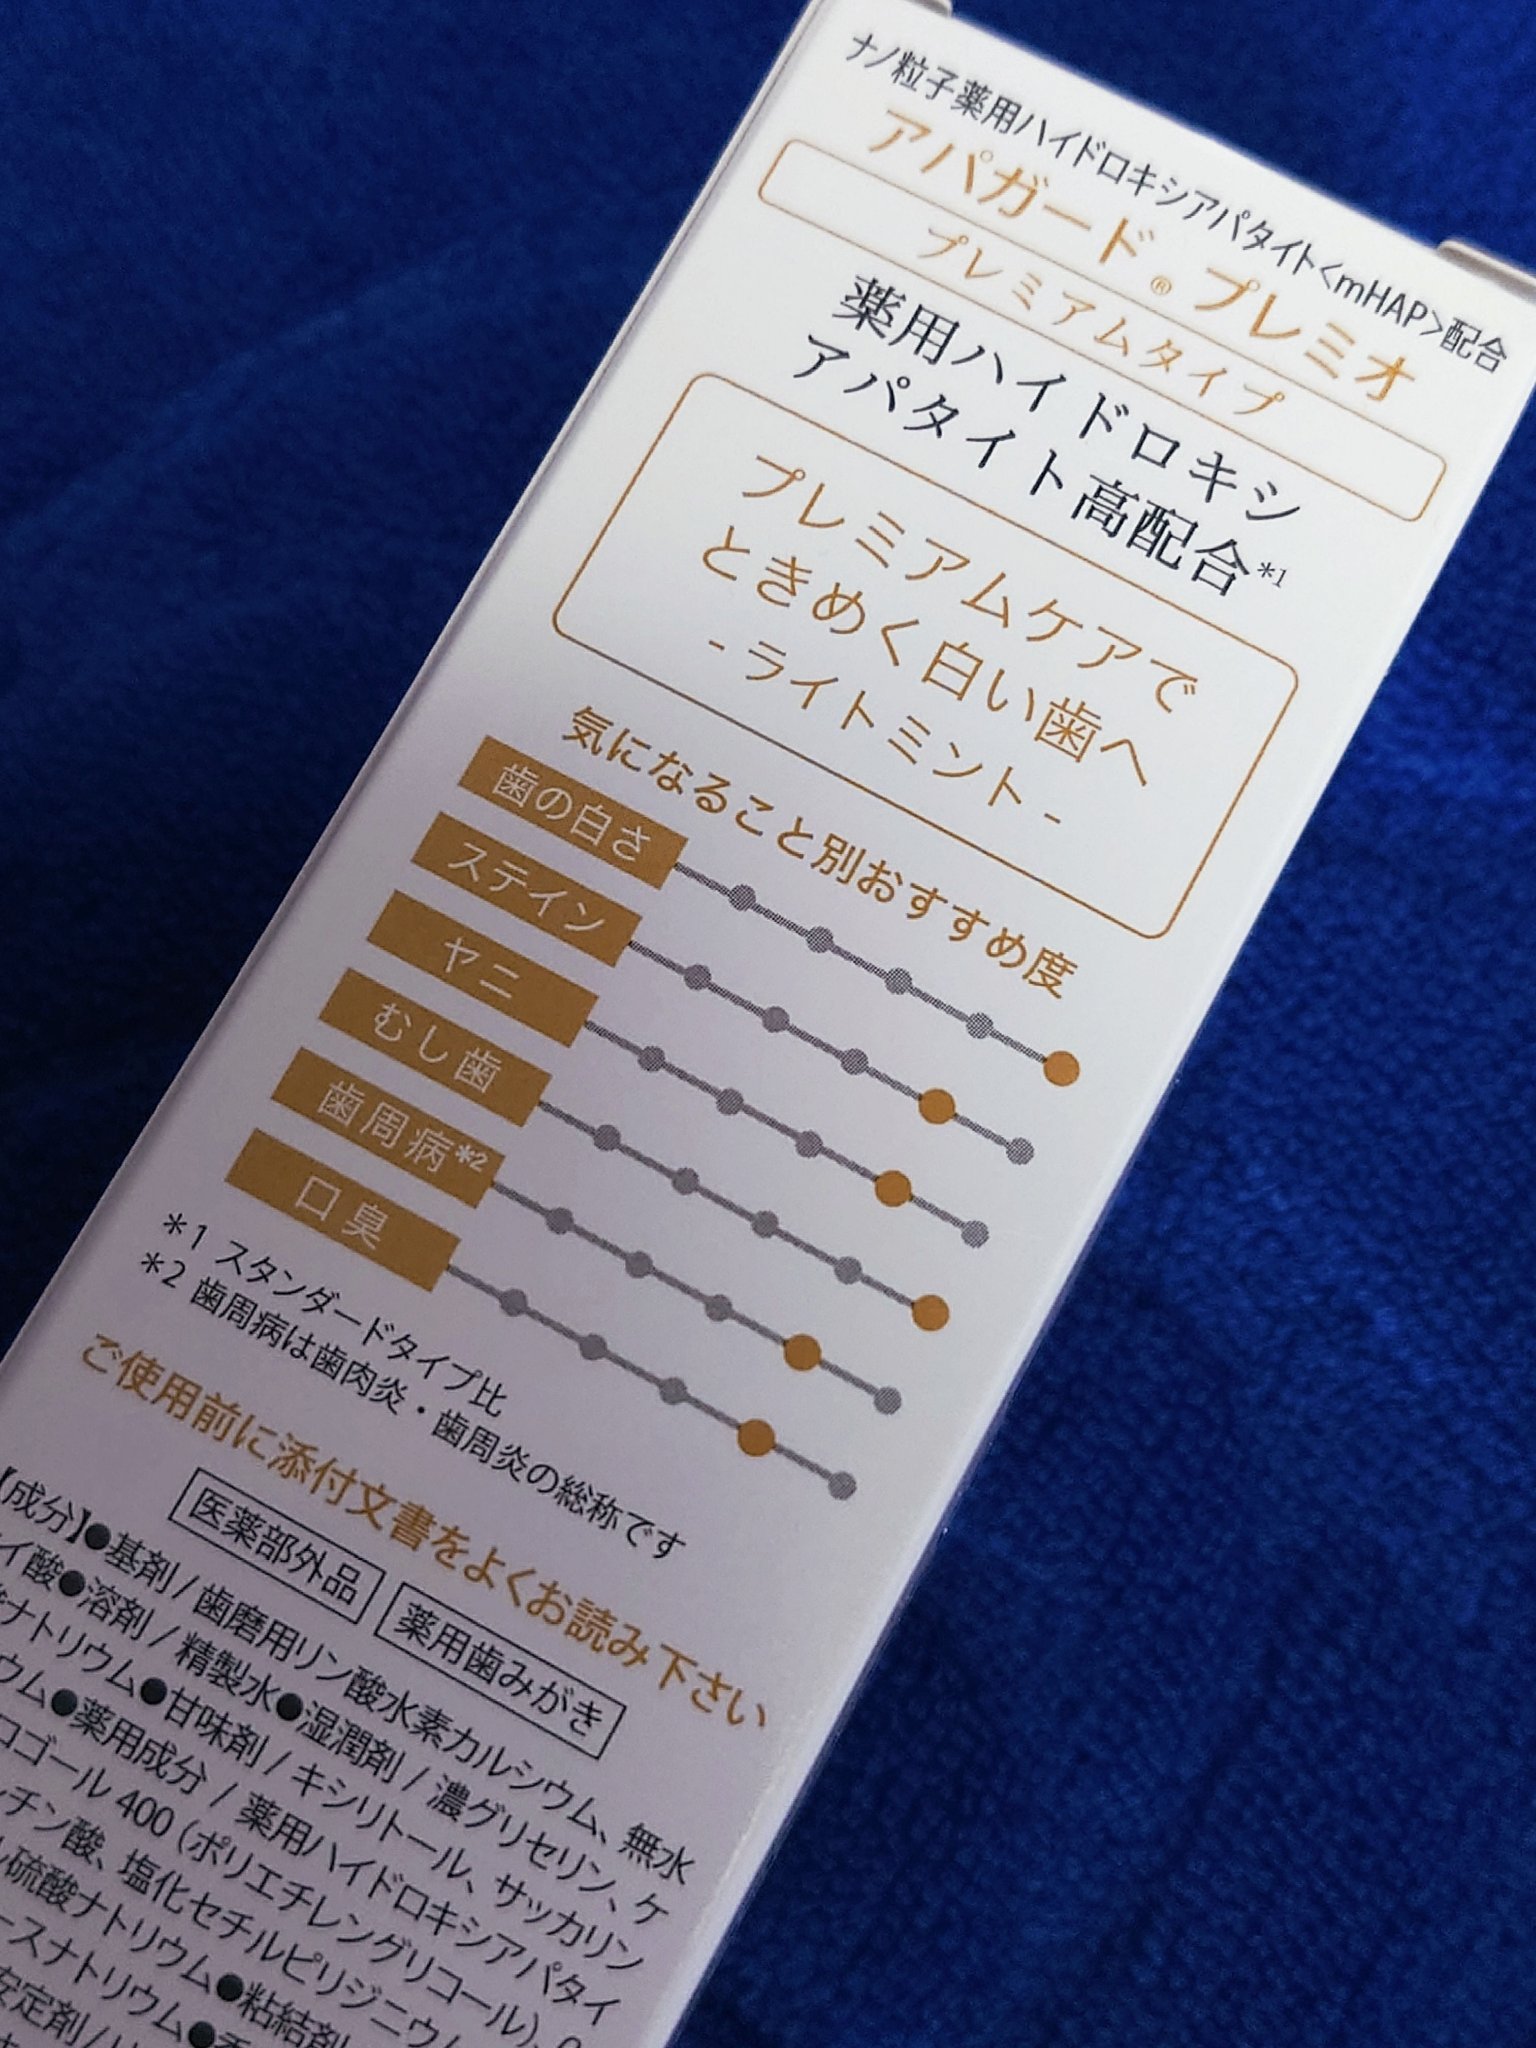 ナノ粒子薬用ハイドロキシアパタイト<mHAP>配合
アパガード® プレミオ
プレミアムタイプ
薬用ハイドロキシ
アパタイト高配合*1
プレミアムケアで
ときめく白い歯へ
- ライトミント -
気になること別おすすめ度
歯の白さ
ステイン
ヤニ
むし歯
歯周病*2
口臭
*1 スタンダードタイプ比
*2 歯周病は歯肉炎・歯周炎の総称です
ご使用前に添付文書をよくお読み下さい
医薬部外品 薬用歯みがき
【成分】●基剤/歯磨用リン酸水素カルシウム、無水
イ酸●溶剤/精製水●湿潤剤/濃グリセリン、ケ
ナトリウム●甘味剤/キシリトール、サッカリン
ウム●薬用成分/薬用ハイドロキシアパタイ
ロゴール400(ポリエチレングリコール)、
チン酸、塩化セチルピリジニウム
硫酸ナトリウム●粘結剤
ースナトリウム●香
安定剤/